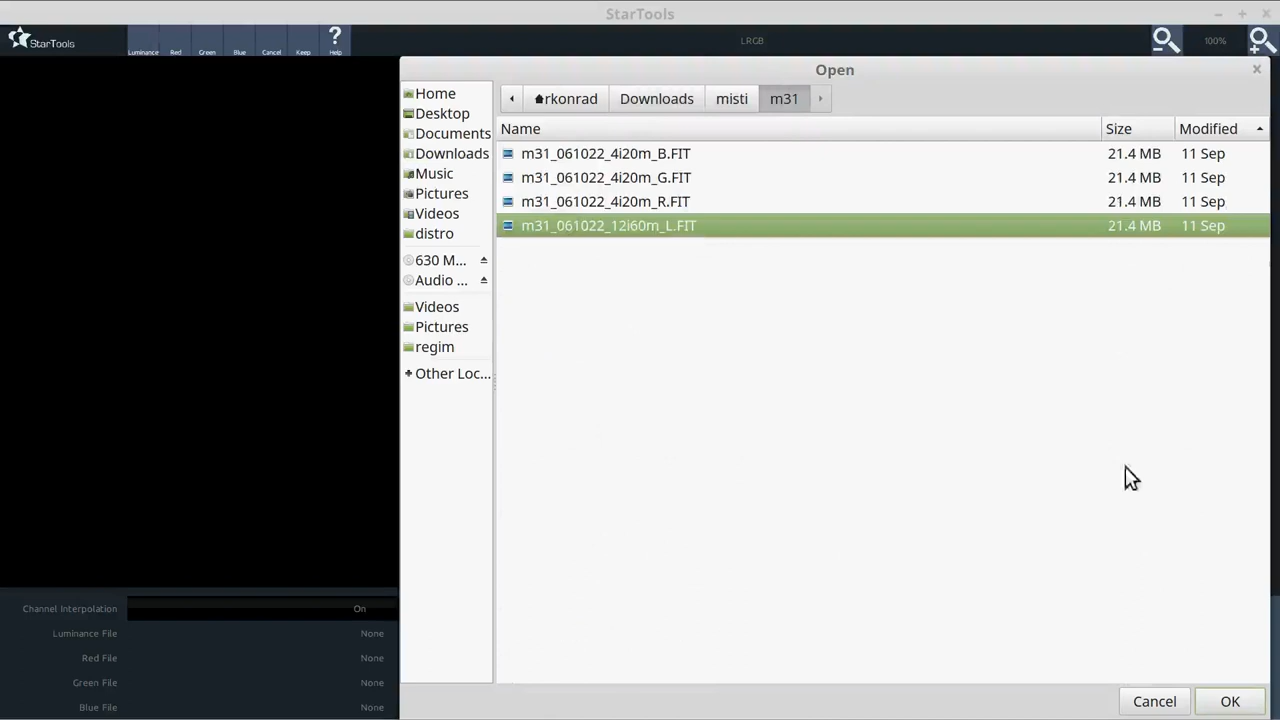 StarTools
StarTools
Luminance Red Green Blue Cancel Keep ? Help
LRGB
100%
Open
Home
Desktop
Documents
Downloads
Music
Pictures
Videos
distro
630 M...
Audio ...
Videos
Pictures
regim
Other Loc...
rkonrad Downloads misti m31
Name Size Modified
m31_061022_4i20m_B.FIT 21.4 MB 11 Sep
m31_061022_4i20m_G.FIT 21.4 MB 11 Sep
m31_061022_4i20m_R.FIT 21.4 MB 11 Sep
m31_061022_12i60m_L.FIT 21.4 MB 11 Sep
Channel Interpolation On
Luminance File None
Red File None
Green File None
Blue File None
Cancel OK